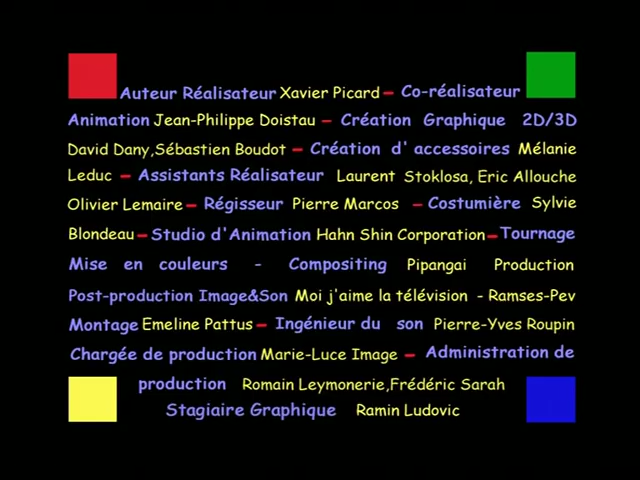 Auteur Réalisateur Xavier Picard - Co-réalisateur
Animation Jean-Philippe Doistau - Création Graphique 2D/3D
David Dany,Sébastien Boudot - Création d' accessoires Mélanie
Leduc - Assistants Réalisateur Laurent Stoklosa, Eric Allouche
Olivier Lemaire - Régisseur Pierre Marcos - Costumière Sylvie
Blondeau - Studio d'Animation Hahn Shin Corporation - Tournage
Mise en couleurs - Compositing Pipangai Production
Post-production Image&Son Moi j'aime la télévision - Ramses-Pev
Montage Emeline Pattus - Ingénieur du son Pierre-Yves Roupin
Chargée de production Marie-Luce Image - Administration de
production Romain Leymonerie,Frédéric Sarah
Stagiaire Graphique Ramin Ludovic